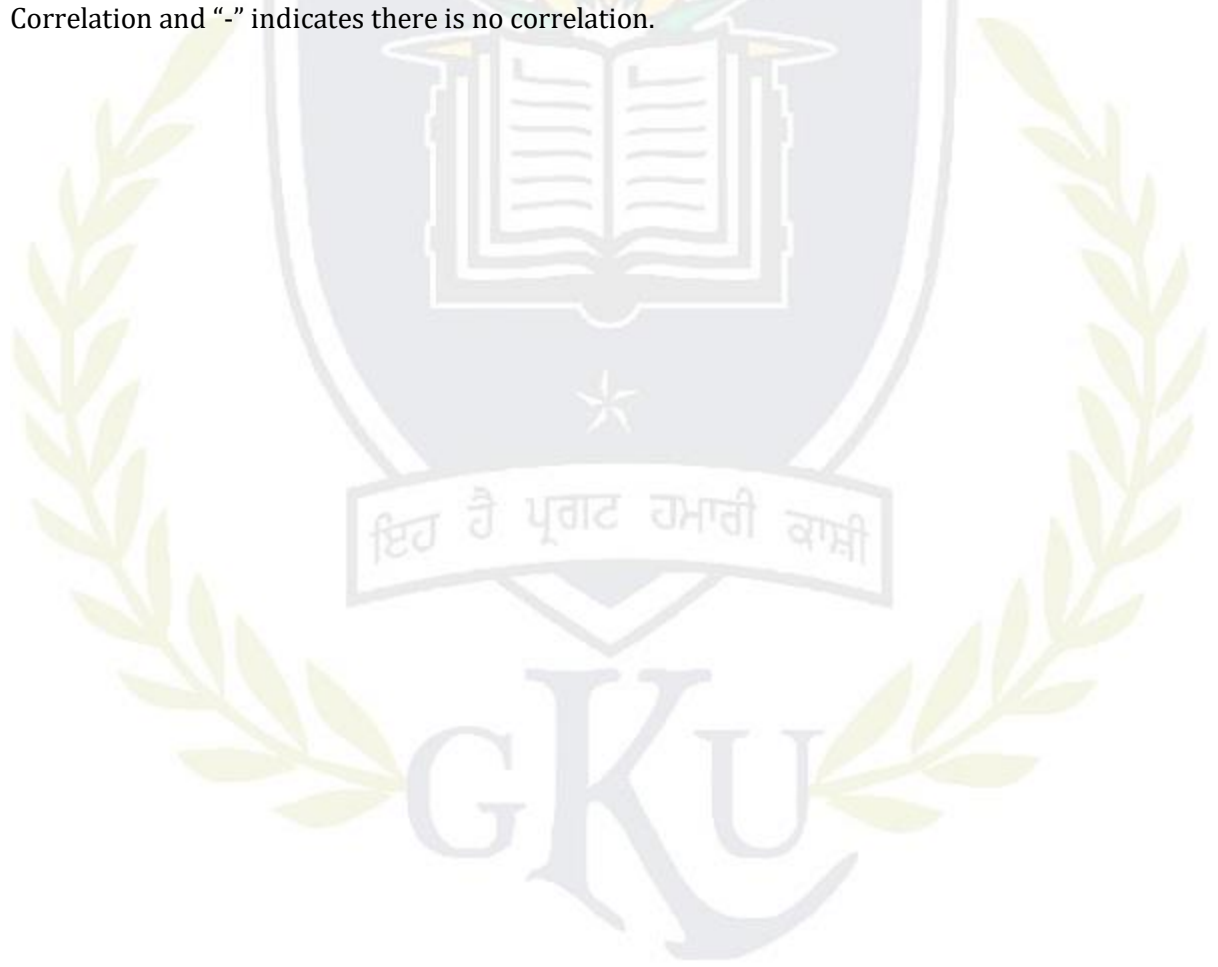 Correlation and “-” indicates there is no correlation.
ਇਹ ਹੈ ਪ੍ਰਗਟ ਹਮਾਰੀ ਕਾਸ਼ੀ
GKU